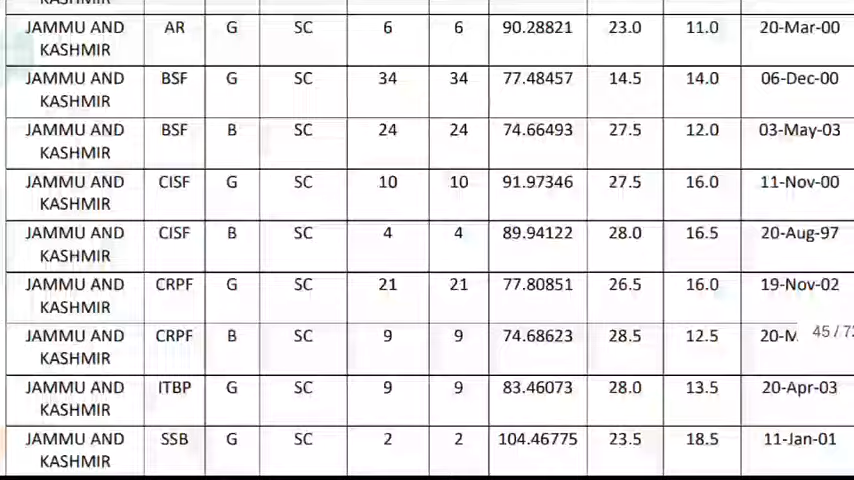 KASHMIR
JAMMU AND KASHMIR AR G SC 6 6 90.28821 23.0 11.0 20-Mar-00
JAMMU AND KASHMIR BSF G SC 34 34 77.48457 14.5 14.0 06-Dec-00
JAMMU AND KASHMIR BSF B SC 24 24 74.66493 27.5 12.0 03-May-03
JAMMU AND KASHMIR CISF G SC 10 10 91.97346 27.5 16.0 11-Nov-00
JAMMU AND KASHMIR CISF B SC 4 4 89.94122 28.0 16.5 20-Aug-97
JAMMU AND KASHMIR CRPF G SC 21 21 77.80851 26.5 16.0 19-Nov-02
JAMMU AND KASHMIR CRPF B SC 9 9 74.68623 28.5 12.5 20-M
45 / 72
JAMMU AND KASHMIR ITBP G SC 9 9 83.46073 28.0 13.5 20-Apr-03
JAMMU AND KASHMIR SSB G SC 2 2 104.46775 23.5 18.5 11-Jan-01